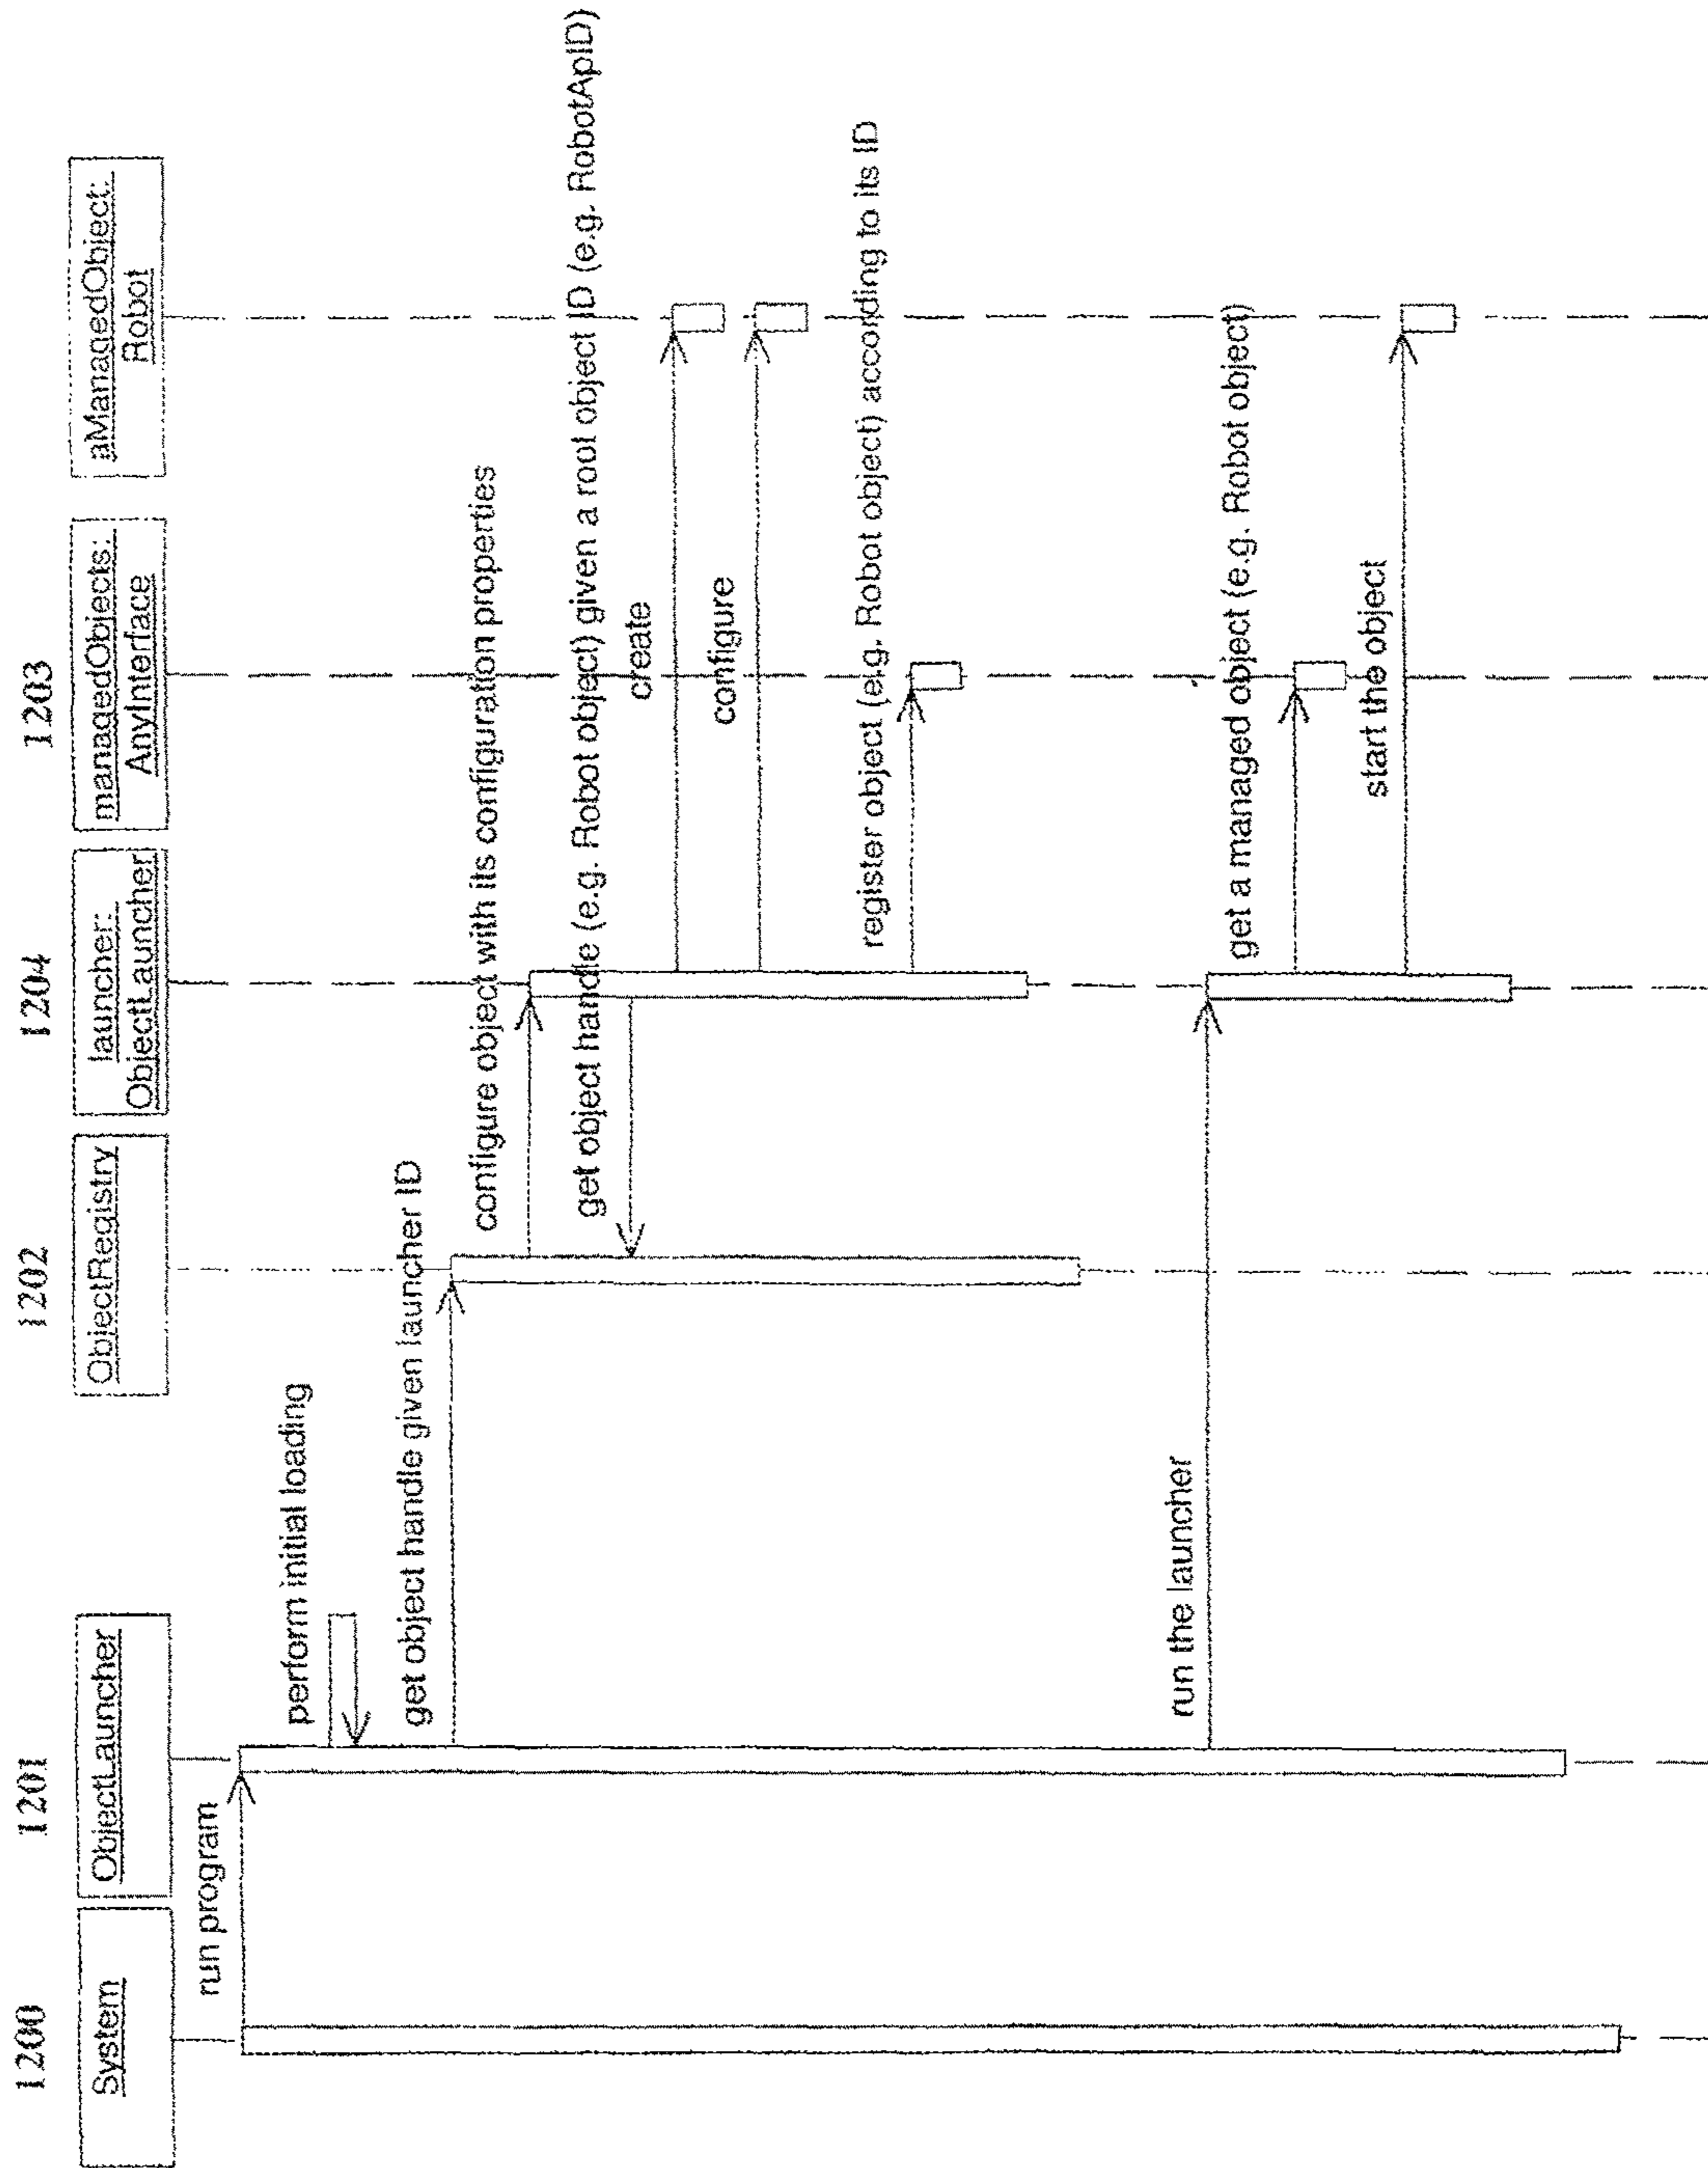 1200
1201
1202
1204
1203
System
ObjectLauncher
ObjectRegistry
launcher:
ObjectLauncher
managedObjects:
AnyInterface
aManagedObject:
Robot
run program
perform initial loading
get object handle given launcher ID
configure object with its configuration properties
get object handle (e.g. Robot object) given a root object ID (e.g. RobotApID)
create
configure
register object (e.g. Robot object) according to its ID
run the launcher
get a managed object (e.g. Robot object)
start the object